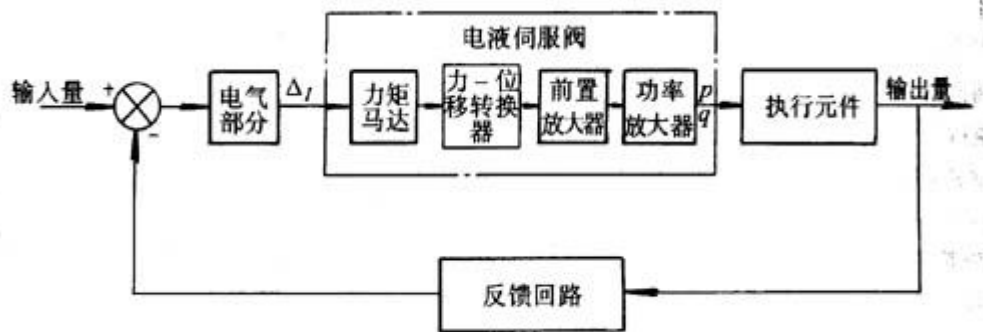 电液伺服阀
输入量
+
-
电气
部分
Δ_I
力矩
马达
力-位
移转换
器
前置
放大器
功率
放大器
p
q
执行元件
输出量
反馈回路